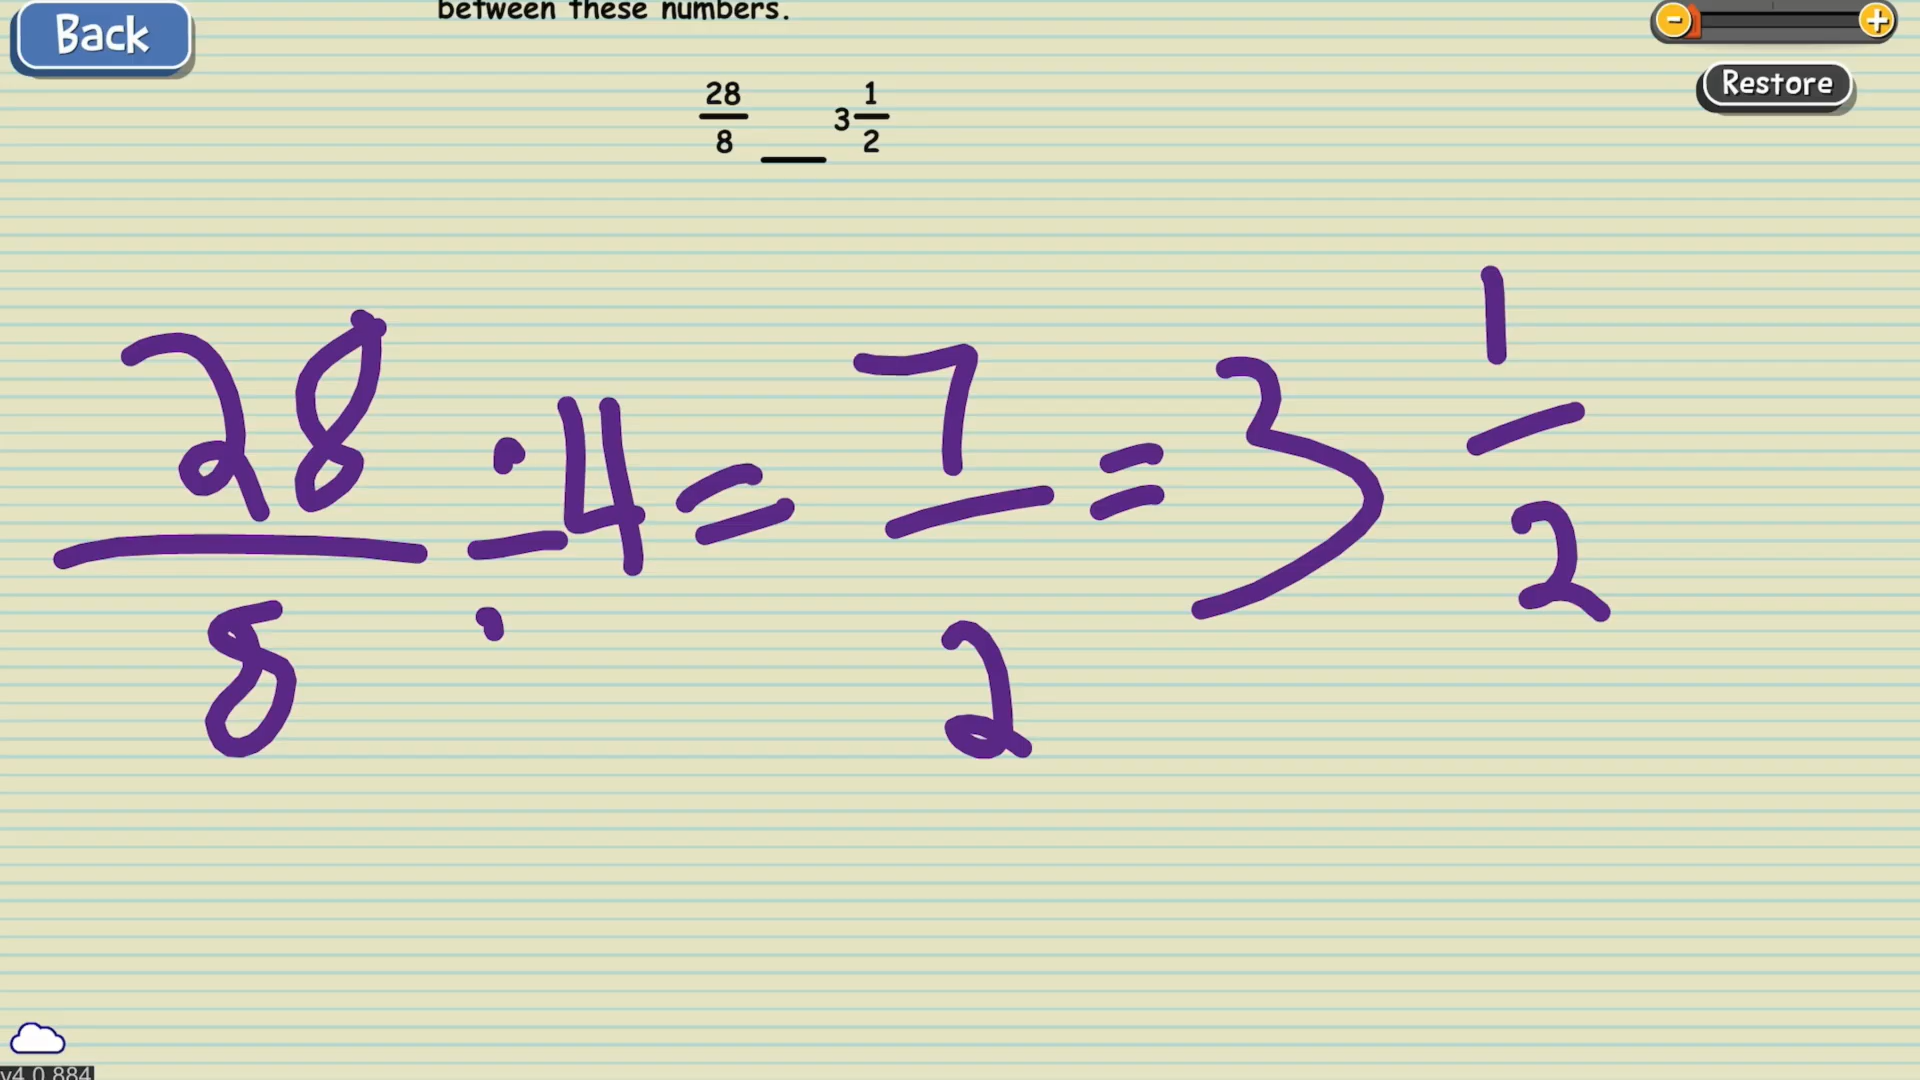 between these numbers.
Back
Restore
28/8 __ 3 1/2
28/8 ÷ 4 = 7/2 = 3 1/2
v4.0.884